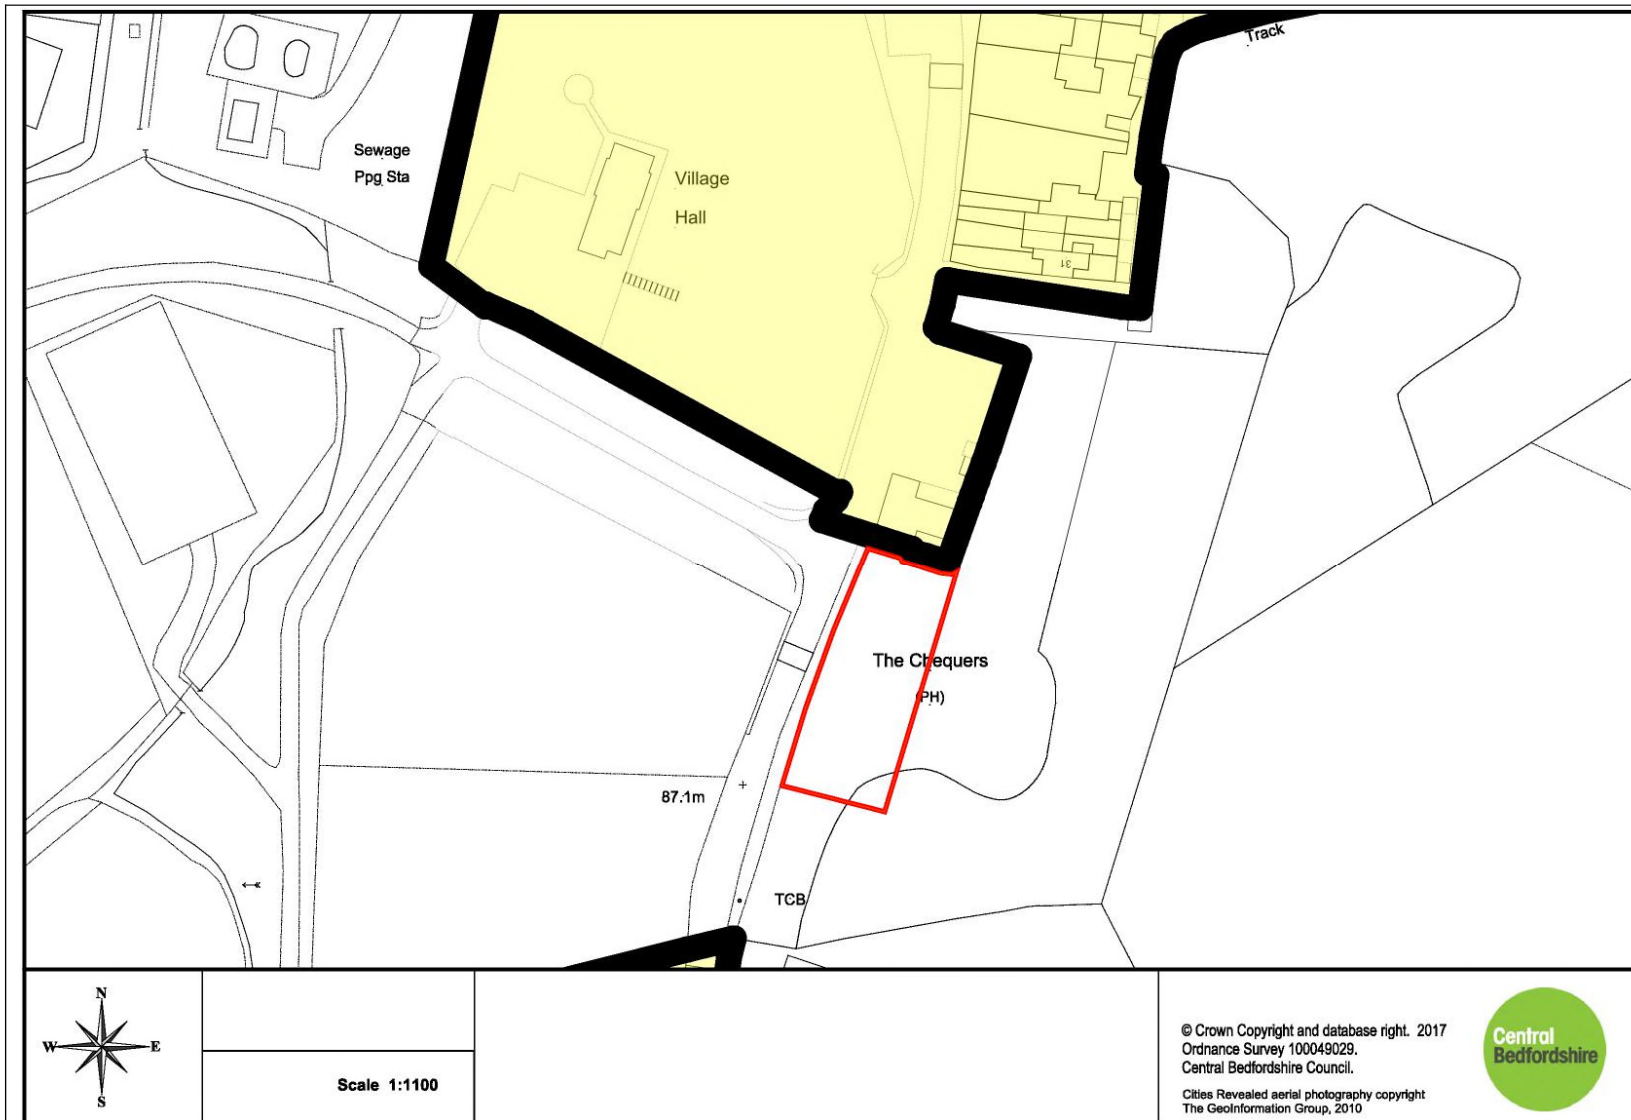 Track
Sewage
Ppg Sta
Village
Hall
31
The Chequers
(PH)
87.1m
TCB
N
W
E
S
Scale 1:1100
© Crown Copyright and database right. 2017
Ordnance Survey 100049029.
Central Bedfordshire Council.
Cities Revealed aerial photography copyright
The GeoInformation Group, 2010
Central
Bedfordshire